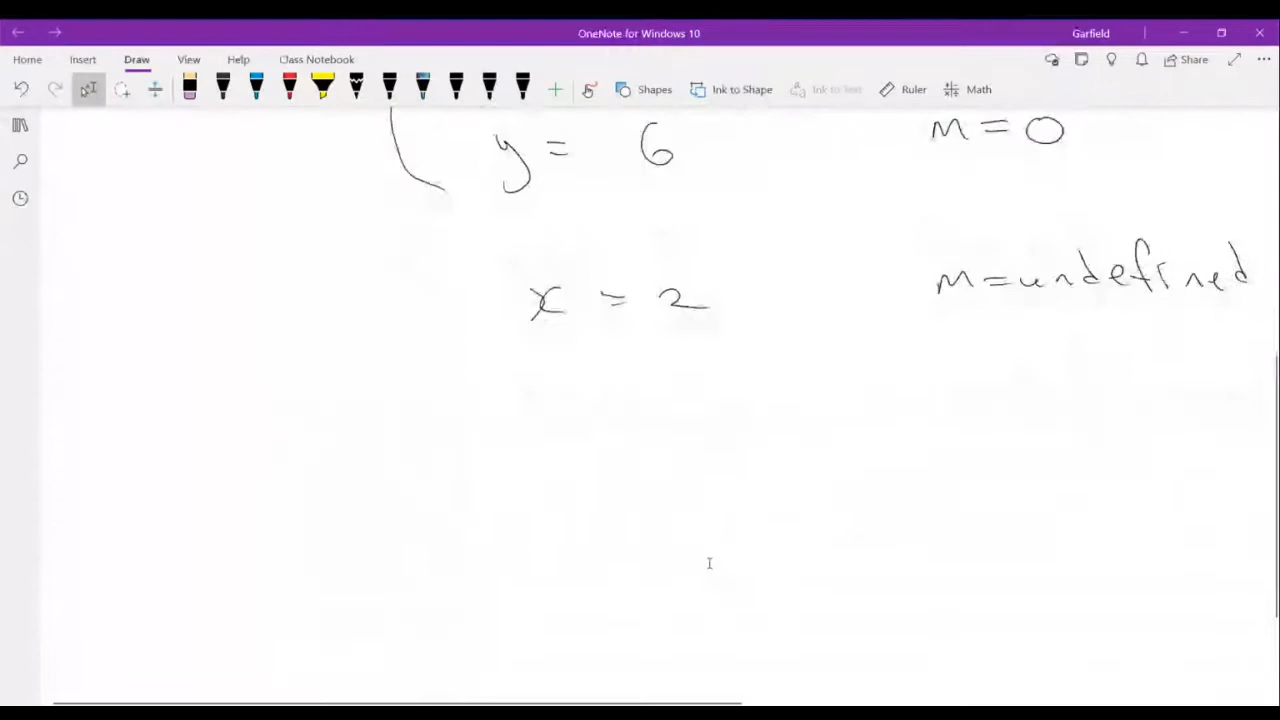 OneNote for Windows 10
Garfield
Home Insert Draw View Help Class Notebook Share
Shapes Ink to Shape Ink to Text Ruler Math
y = 6 m = 0
x = 2 m = undefined